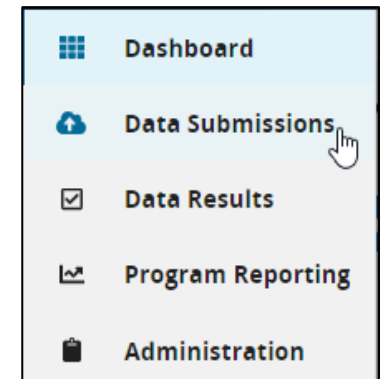 Dashboard
Data Submissions
Data Results
Program Reporting
Administration